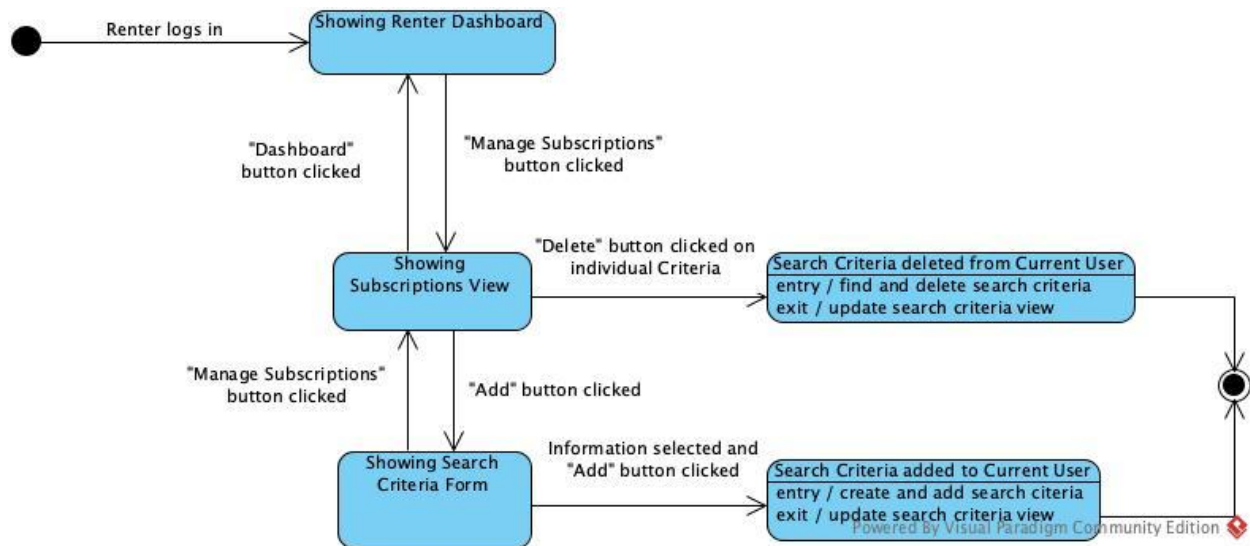 Renter logs in
Showing Renter Dashboard
"Dashboard"
button clicked
"Manage Subscriptions"
button clicked
Showing
Subscriptions View
"Delete" button clicked on
individual Criteria
Search Criteria deleted from Current User
entry / find and delete search criteria
exit / update search criteria view
"Manage Subscriptions"
button clicked
"Add" button clicked
Showing Search
Criteria Form
Information selected and
"Add" button clicked
Search Criteria added to Current User
entry / create and add search citeria
exit / update search criteria view
Powered By Visual Paradigm Community Edition